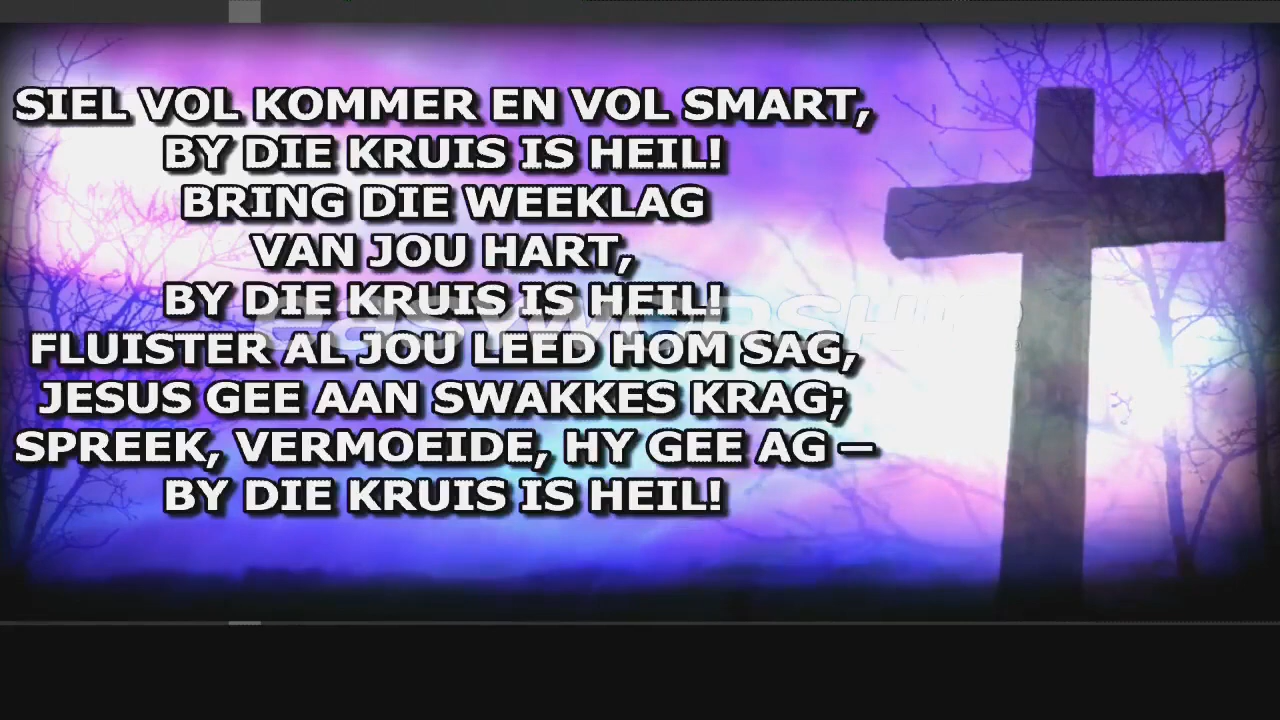 SIEL VOL KOMMER EN VOL SMART,
BY DIE KRUIS IS HEIL!
BRING DIE WEEKLAG
VAN JOU HART,
BY DIE KRUIS IS HEIL!
easyworship
FLUISTER AL JOU LEED HOM SAG,
JESUS GEE AAN SWAKKES KRAG;
SPREEK, VERMOEIDE, HY GEE AG –
BY DIE KRUIS IS HEIL!